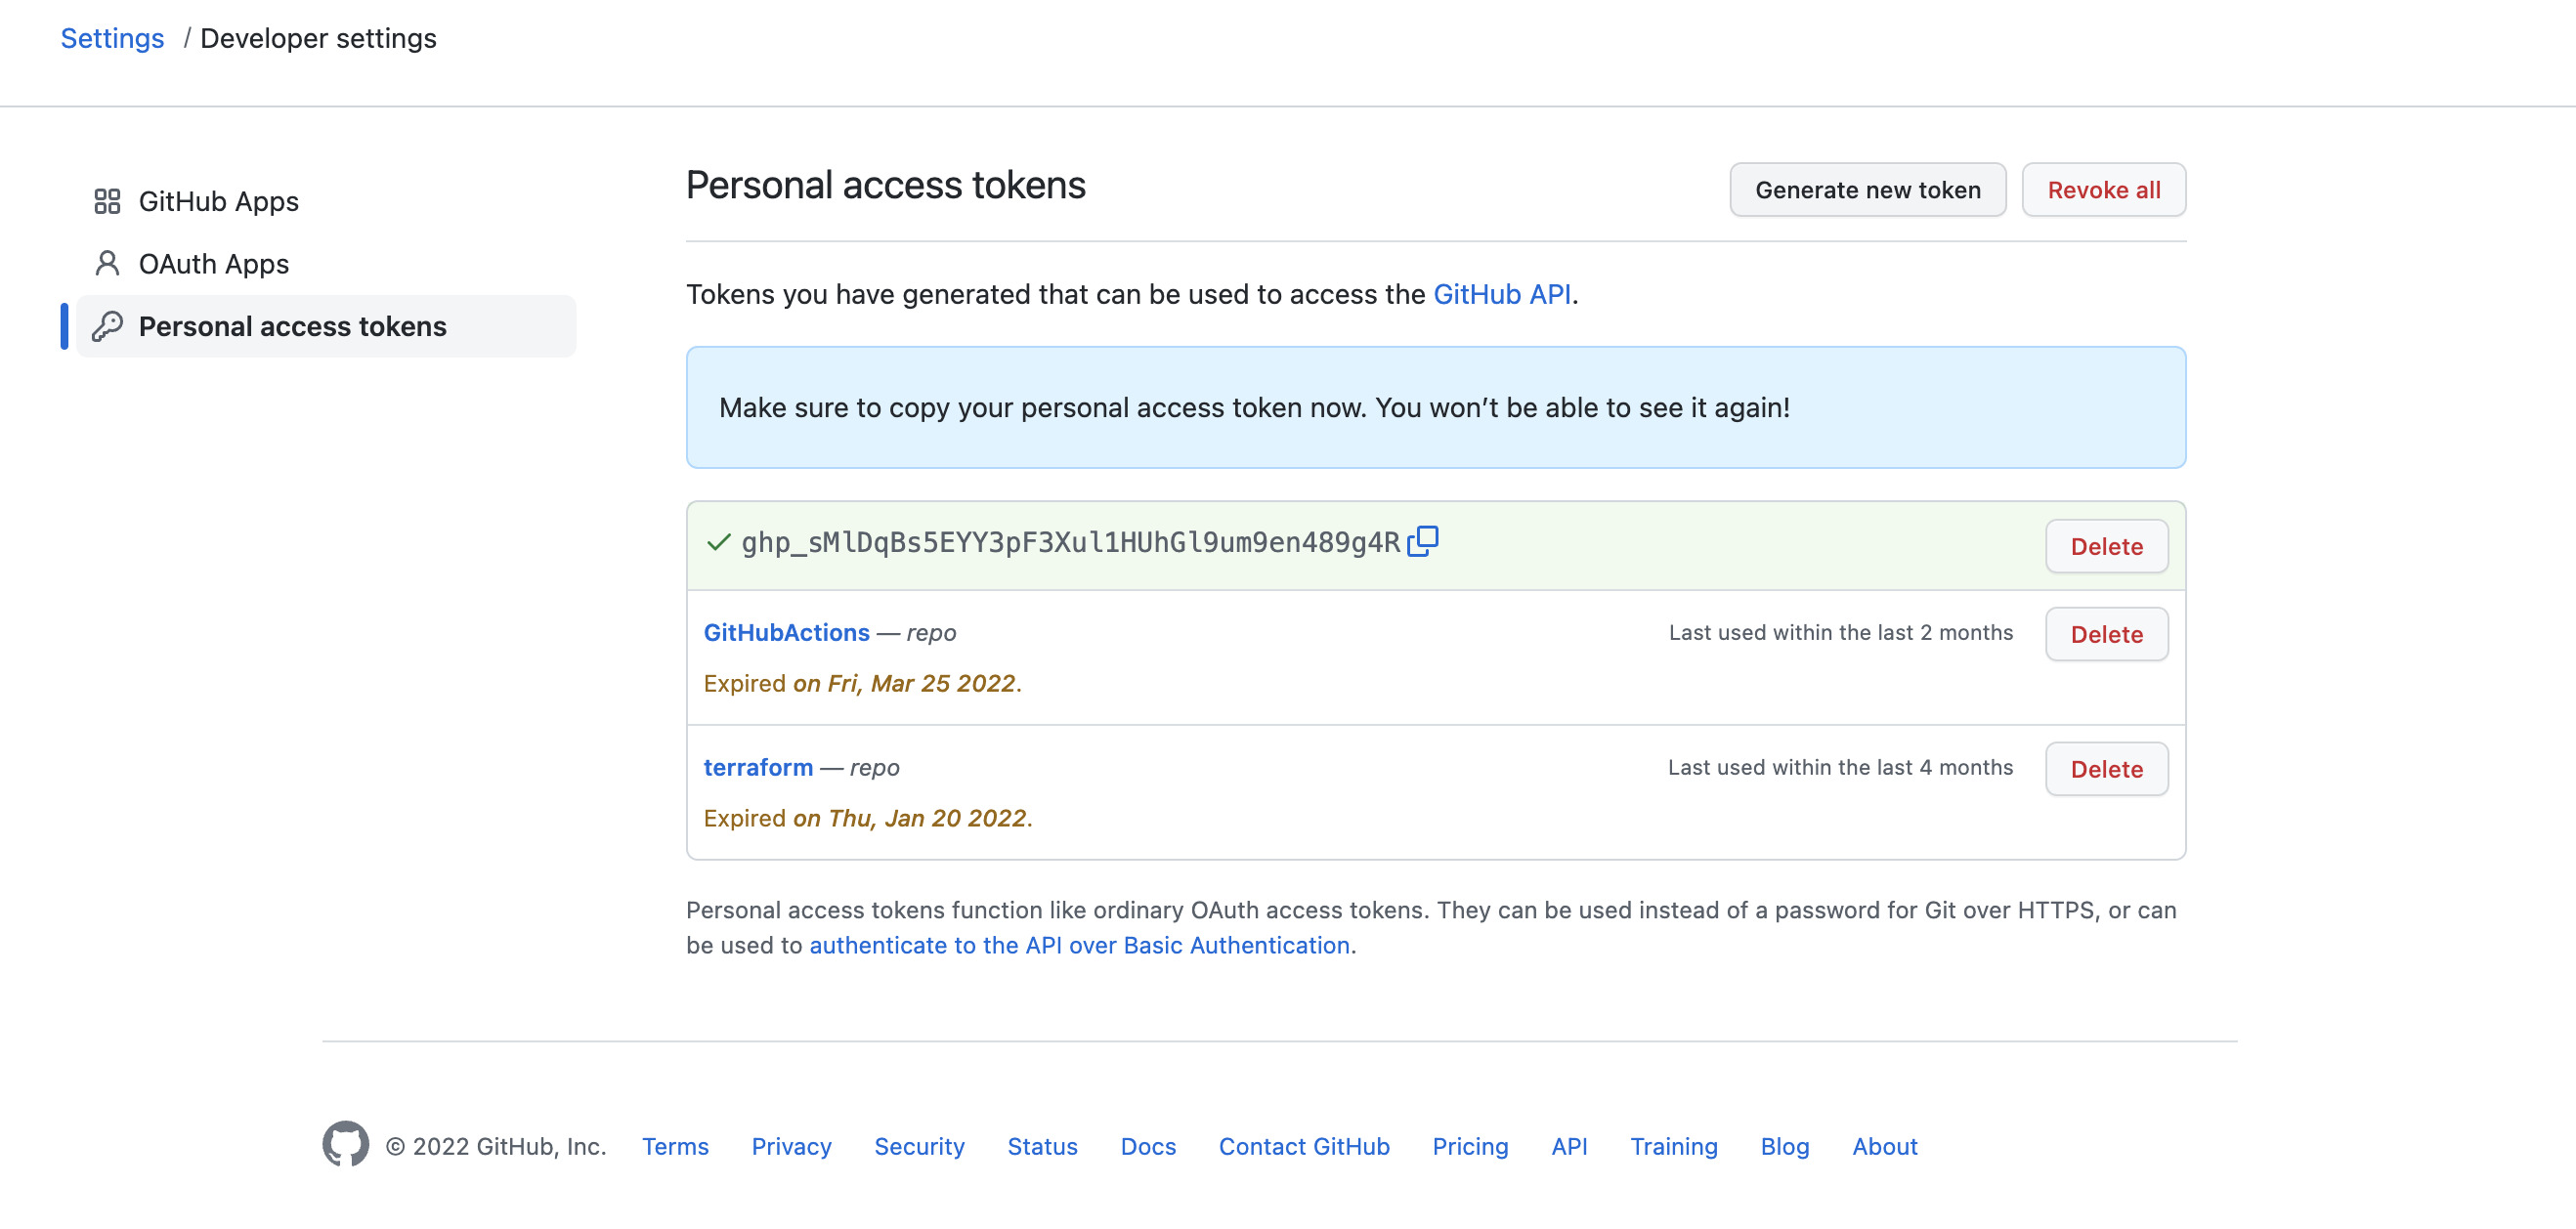 Settings / Developer settings
GitHub Apps
OAuth Apps
Personal access tokens
Personal access tokens
Generate new token
Revoke all
Tokens you have generated that can be used to access the GitHub API.
Make sure to copy your personal access token now. You won’t be able to see it again!
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
Delete
GitHubActions — repo
Last used within the last 2 months
Delete
Expired on Fri, Mar 25 2022.
terraform — repo
Last used within the last 4 months
Delete
Expired on Thu, Jan 20 2022.
Personal access tokens function like ordinary OAuth access tokens. They can be used instead of a password for Git over HTTPS, or can
be used to authenticate to the API over Basic Authentication.
© 2022 GitHub, Inc. Terms Privacy Security Status Docs Contact GitHub Pricing API Training Blog About